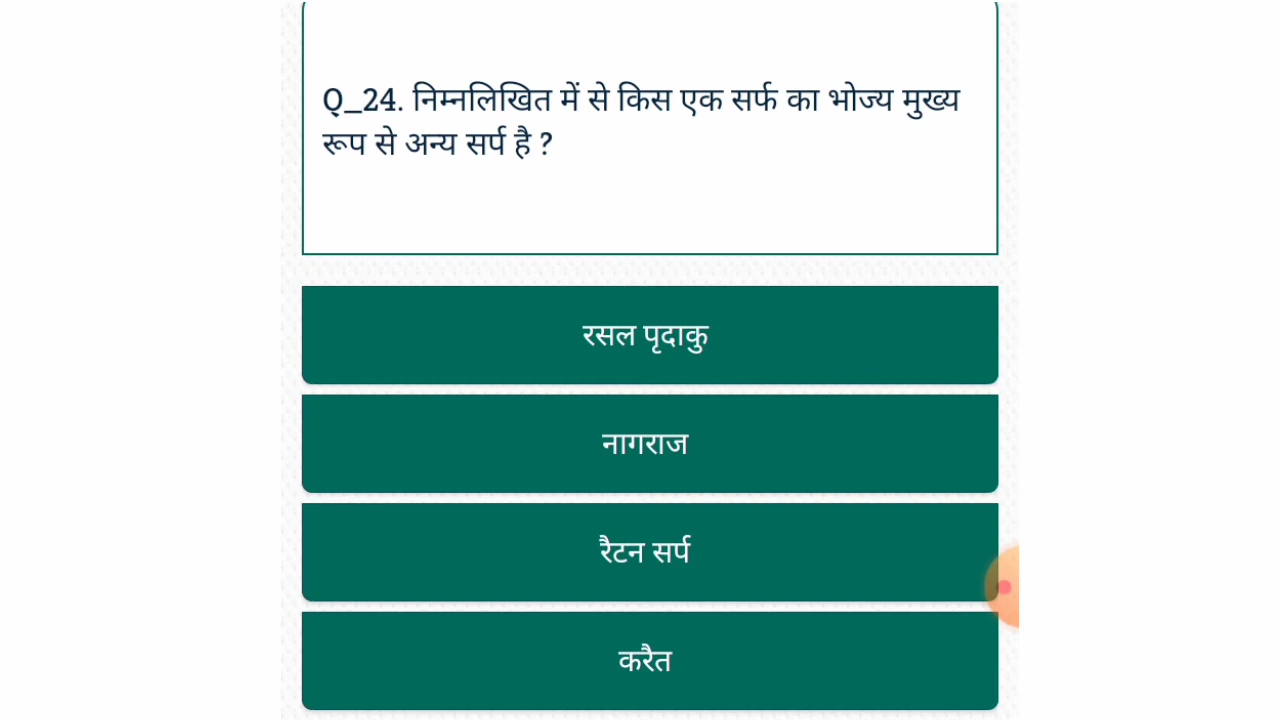 Q_24. निम्नलिखित में से किस एक सर्फ का भोज्य मुख्य
रूप से अन्य सर्प है ?
रसल पृदाकु
नागराज
रैटन सर्प
करैत